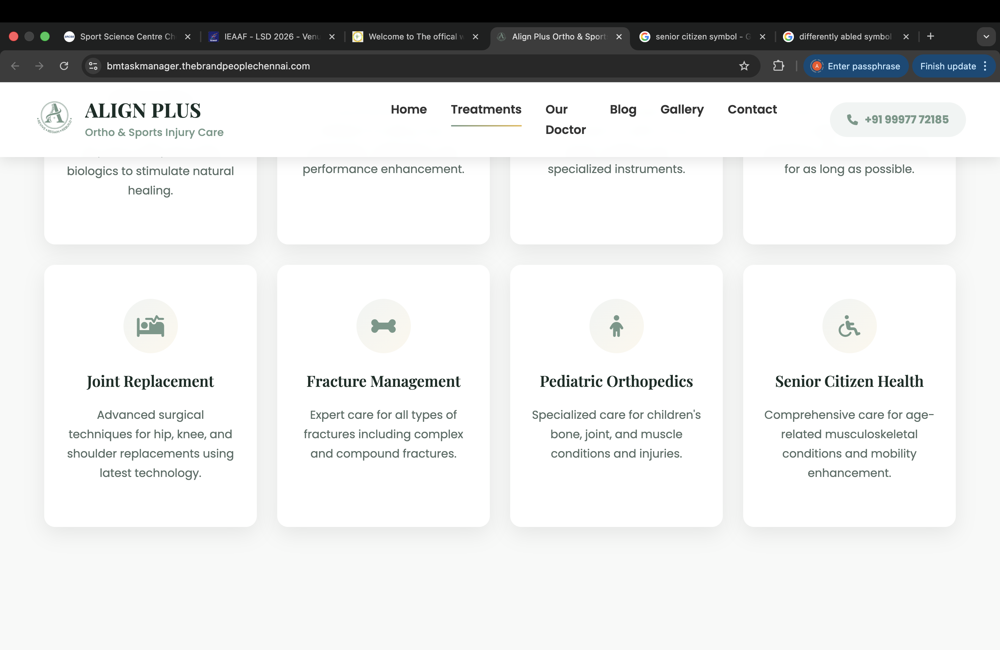 SRCSS
Sport Science Centre Ch
IEAAF - LSD 2026 - Venu
Welcome to The offical w
Align Plus Ortho & Sport
senior citizen symbol - G
differently abled symbol
bmtaskmanager.thebrandpeoplechennai.com
A
Enter passphrase
Finish update
REVIVE • REGAIN • REBUILD
ALIGN PLUS
Ortho & Sports Injury Care
Home
Treatments
Our
Doctor
Blog
Gallery
Contact
+91 99977 72185
biologics to stimulate natural
healing.
performance enhancement.
specialized instruments.
for as long as possible.
Joint Replacement
Advanced surgical
techniques for hip, knee, and
shoulder replacements using
latest technology.
Fracture Management
Expert care for all types of
fractures including complex
and compound fractures.
Pediatric Orthopedics
Specialized care for children's
bone, joint, and muscle
conditions and injuries.
Senior Citizen Health
Comprehensive care for age-
related musculoskeletal
conditions and mobility
enhancement.